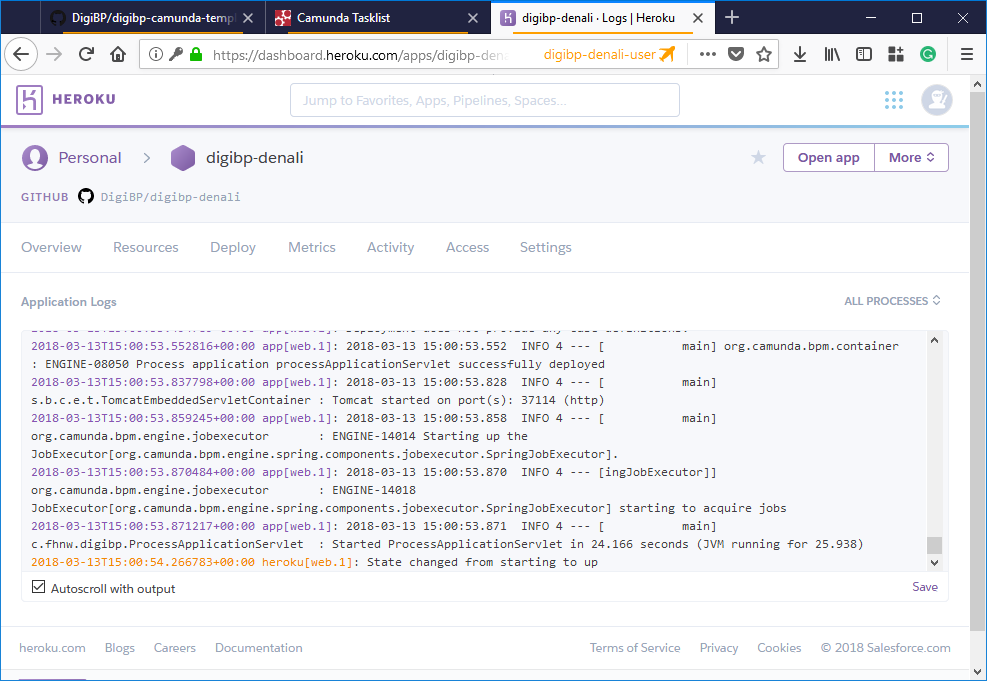 DigiBP/digibp-camunda-templ
Camunda Tasklist
digibp-denali · Logs | Heroku
https://dashboard.heroku.com/apps/digibp-dena
digibp-denali-user
HEROKU
Jump to Favorites, Apps, Pipelines, Spaces...
Personal
digibp-denali
Open app
More
GITHUB DigiBP/digibp-denali
Overview Resources Deploy Metrics Activity Access Settings
Application Logs
ALL PROCESSES
2018-03-13T15:00:53.552816+00:00 app[web.1]: 2018-03-13 15:00:53.552  INFO 4 --- [           main] org.camunda.bpm.container
: ENGINE-08050 Process application processApplicationServlet successfully deployed
2018-03-13T15:00:53.837798+00:00 app[web.1]: 2018-03-13 15:00:53.828  INFO 4 --- [           main]
s.b.c.e.t.TomcatEmbeddedServletContainer : Tomcat started on port(s): 37114 (http)
2018-03-13T15:00:53.859245+00:00 app[web.1]: 2018-03-13 15:00:53.858  INFO 4 --- [           main]
org.camunda.bpm.engine.jobexecutor       : ENGINE-14014 Starting up the
JobExecutor[org.camunda.bpm.engine.spring.components.jobexecutor.SpringJobExecutor].
2018-03-13T15:00:53.870484+00:00 app[web.1]: 2018-03-13 15:00:53.870  INFO 4 --- [ingJobExecutor]]
org.camunda.bpm.engine.jobexecutor       : ENGINE-14018
JobExecutor[org.camunda.bpm.engine.spring.components.jobexecutor.SpringJobExecutor] starting to acquire jobs
2018-03-13T15:00:53.871217+00:00 app[web.1]: 2018-03-13 15:00:53.871  INFO 4 --- [           main]
c.fhnw.digibp.ProcessApplicationServlet  : Started ProcessApplicationServlet in 24.166 seconds (JVM running for 25.938)
2018-03-13T15:00:54.266783+00:00 heroku[web.1]: State changed from starting to up
Autoscroll with output
Save
heroku.com Blogs Careers Documentation Terms of Service Privacy Cookies © 2018 Salesforce.com